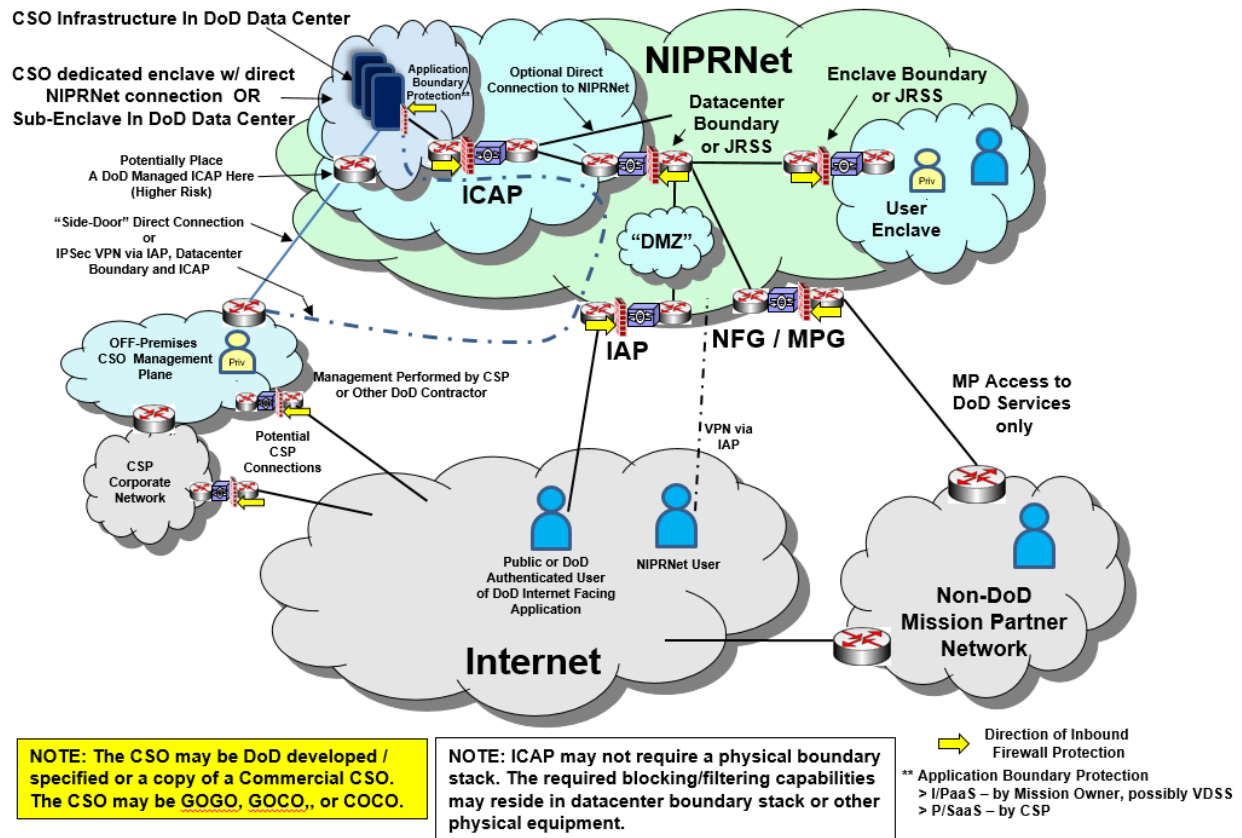 CSO Infrastructure In DoD Data Center
CSO dedicated enclave w/ direct
NIPRNet connection OR
Sub-Enclave In DoD Data Center
Application
Boundary
Protection**
Optional Direct
Connection to NIPRNet
NIPRNet
Datacenter
Boundary
or JRSS
Enclave Boundary
or JRSS
Potentially Place
A DoD Managed ICAP Here
(Higher Risk)
ICAP
Priv
User
Enclave
“Side-Door” Direct Connection
or
IPSec VPN via IAP, Datacenter
Boundary and ICAP
“DMZ”
IAP
NFG / MPG
OFF-Premises
CSO Management
Plane
Priv
Management Performed by CSP
or Other DoD Contractor
MP Access to
DoD Services
only
VPN via
IAP
Potential
CSP
Connections
CSP
Corporate
Network
Public or DoD
Authenticated User
of DoD Internet Facing
Application
NIPRNet User
Non-DoD
Mission Partner
Network
Internet
NOTE: The CSO may be DoD developed /
specified or a copy of a Commercial CSO.
The CSO may be GOGO, GOCO,, or COCO.
NOTE: ICAP may not require a physical boundary
stack. The required blocking/filtering capabilities
may reside in datacenter boundary stack or other
physical equipment.
Direction of Inbound
Firewall Protection
** Application Boundary Protection
> I/PaaS – by Mission Owner, possibly VDSS
> P/SaaS – by CSP